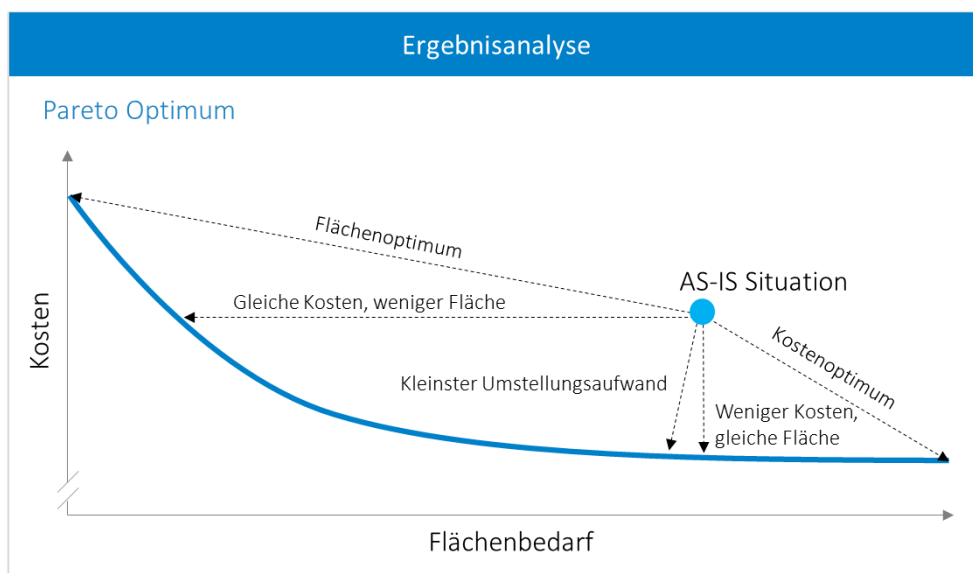 Ergebnisanalyse
Pareto Optimum
Flächenoptimum
AS-IS Situation
Gleiche Kosten, weniger Fläche
Kostenoptimum
Kosten
Kleinster Umstellungsaufwand
Weniger Kosten,
gleiche Fläche
Flächenbedarf